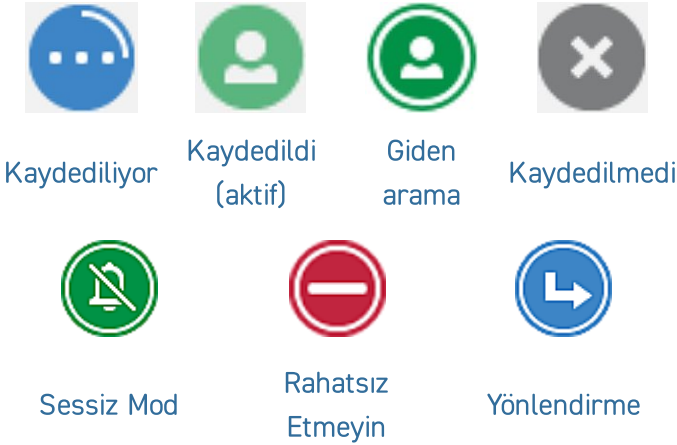 Kaydediliyor
Kaydedildi
(aktif)
Giden
arama
Kaydedilmedi
Sessiz Mod
Rahatsız
Etmeyin
Yönlendirme